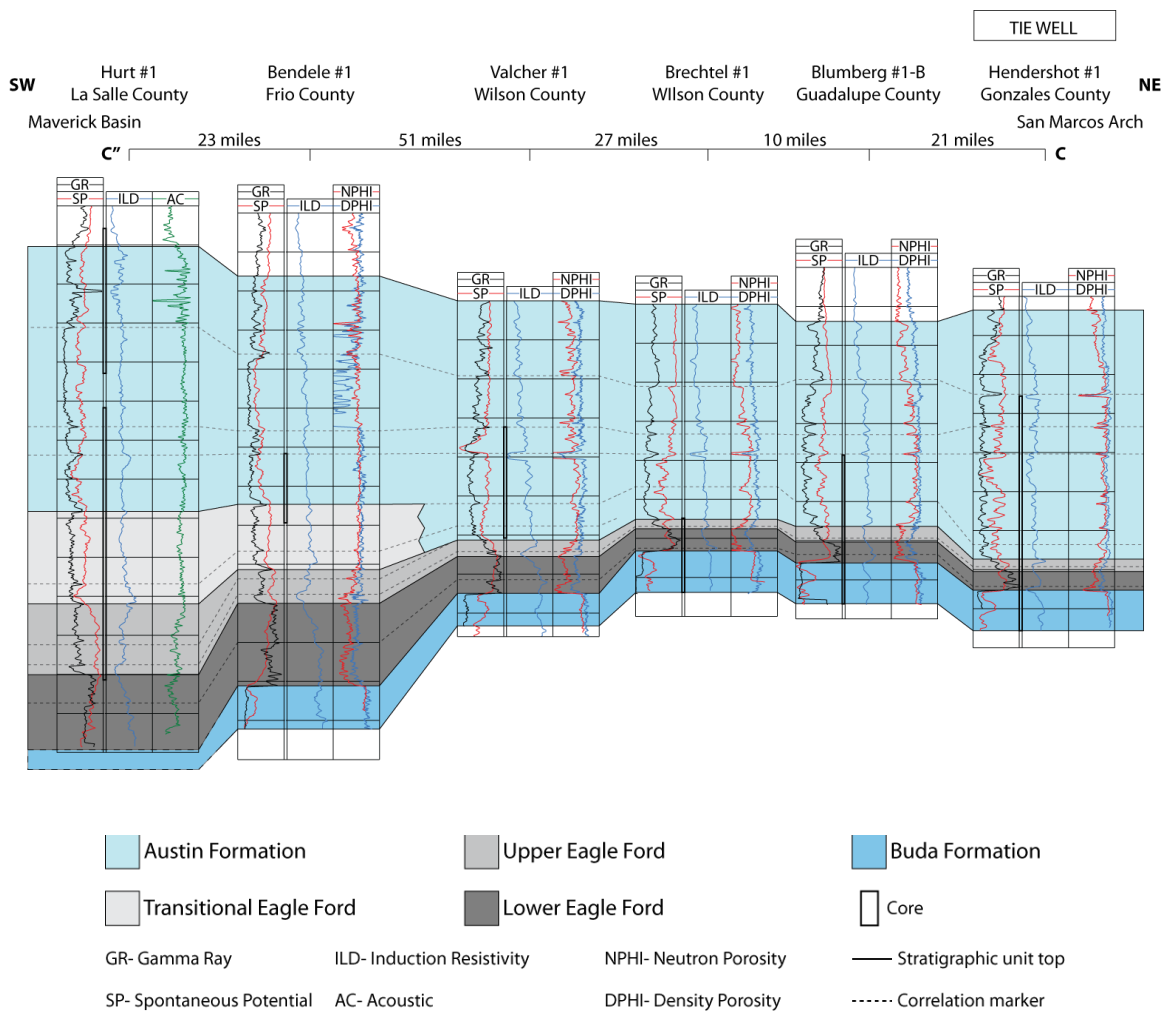 TIE WELL
SW
Hurt #1
La Salle County
Bendele #1
Frio County
Valcher #1
Wilson County
Brechtel #1
WIlson County
Blumberg #1-B
Guadalupe County
Hendershot #1
Gonzales County
NE
Maverick Basin
San Marcos Arch
C”
23 miles
51 miles
27 miles
10 miles
21 miles
C
GR
SP
ILD
AC
GR
SP
ILD
NPHI
DPHI
GR
SP
ILD
NPHI
DPHI
GR
SP
ILD
NPHI
DPHI
GR
SP
ILD
NPHI
DPHI
GR
SP
ILD
NPHI
DPHI
Austin Formation
Upper Eagle Ford
Buda Formation
Transitional Eagle Ford
Lower Eagle Ford
Core
GR- Gamma Ray
ILD- Induction Resistivity
NPHI- Neutron Porosity
Stratigraphic unit top
SP- Spontaneous Potential
AC- Acoustic
DPHI- Density Porosity
Correlation marker